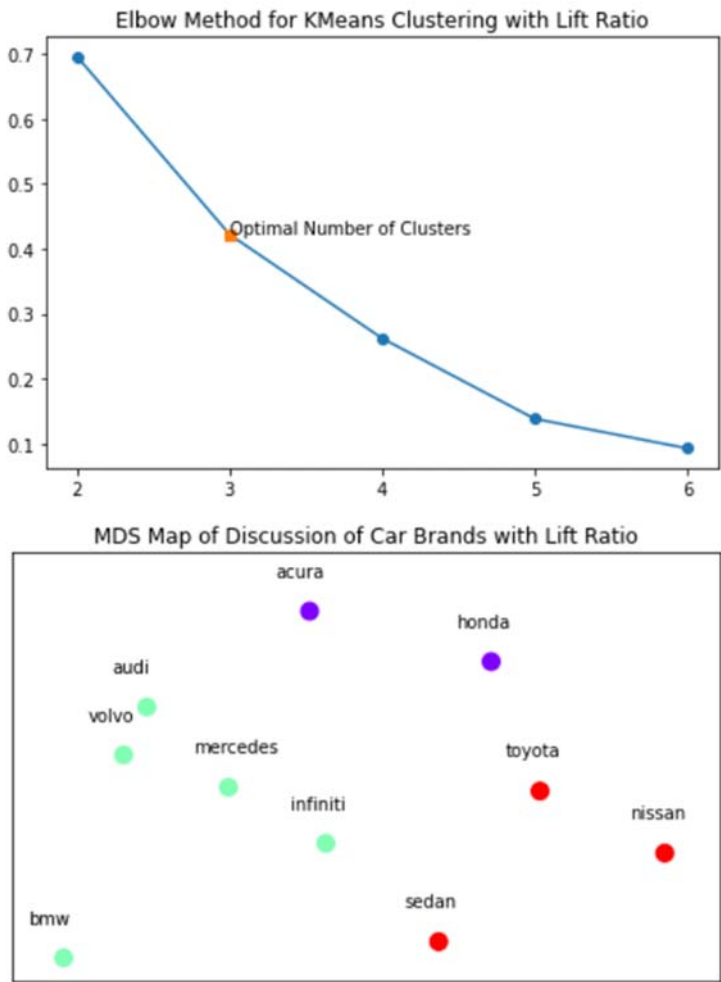 Elbow Method for KMeans Clustering with Lift Ratio
0.7
0.6
0.5
Optimal Number of Clusters
0.4
0.3
0.2
0.1
2 3 4 5 6
MDS Map of Discussion of Car Brands with Lift Ratio
acura
honda
audi
volvo
mercedes
toyota
infiniti
nissan
sedan
bmw